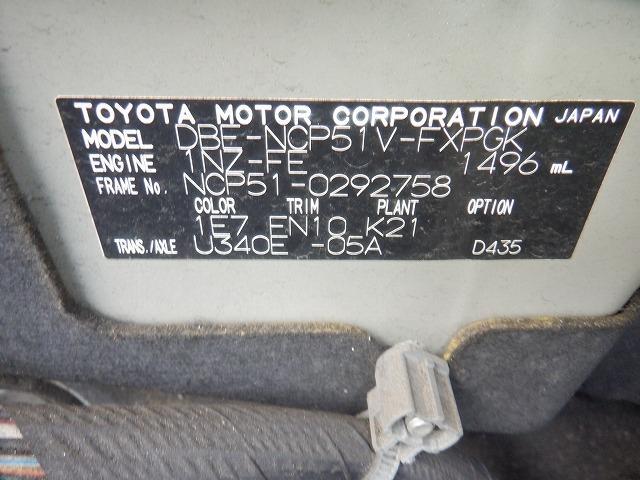 TOYOTA MOTOR CORPORATION JAPAN
MODEL DBE-NCP51V-FXPGK
ENGINE 1NZ-FE 1496 mL
FRAME No. NCP51-0292758
COLOR TRIM PLANT OPTION
1E7 EN10 K21
TRANS./AXLE U340E -05A D435